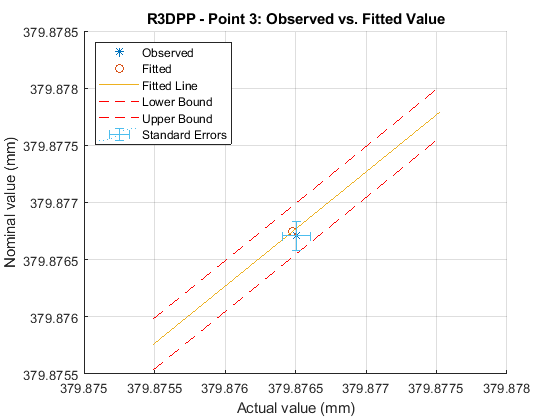 R3DPP - Point 3: Observed vs. Fitted Value
379.8785
379.878
379.8775
379.877
379.8765
379.876
379.8755
Nominal value (mm)
Observed
Fitted
Fitted Line
Lower Bound
Upper Bound
Standard Errors
379.875 379.8755 379.876 379.8765 379.877 379.8775 379.878
Actual value (mm)